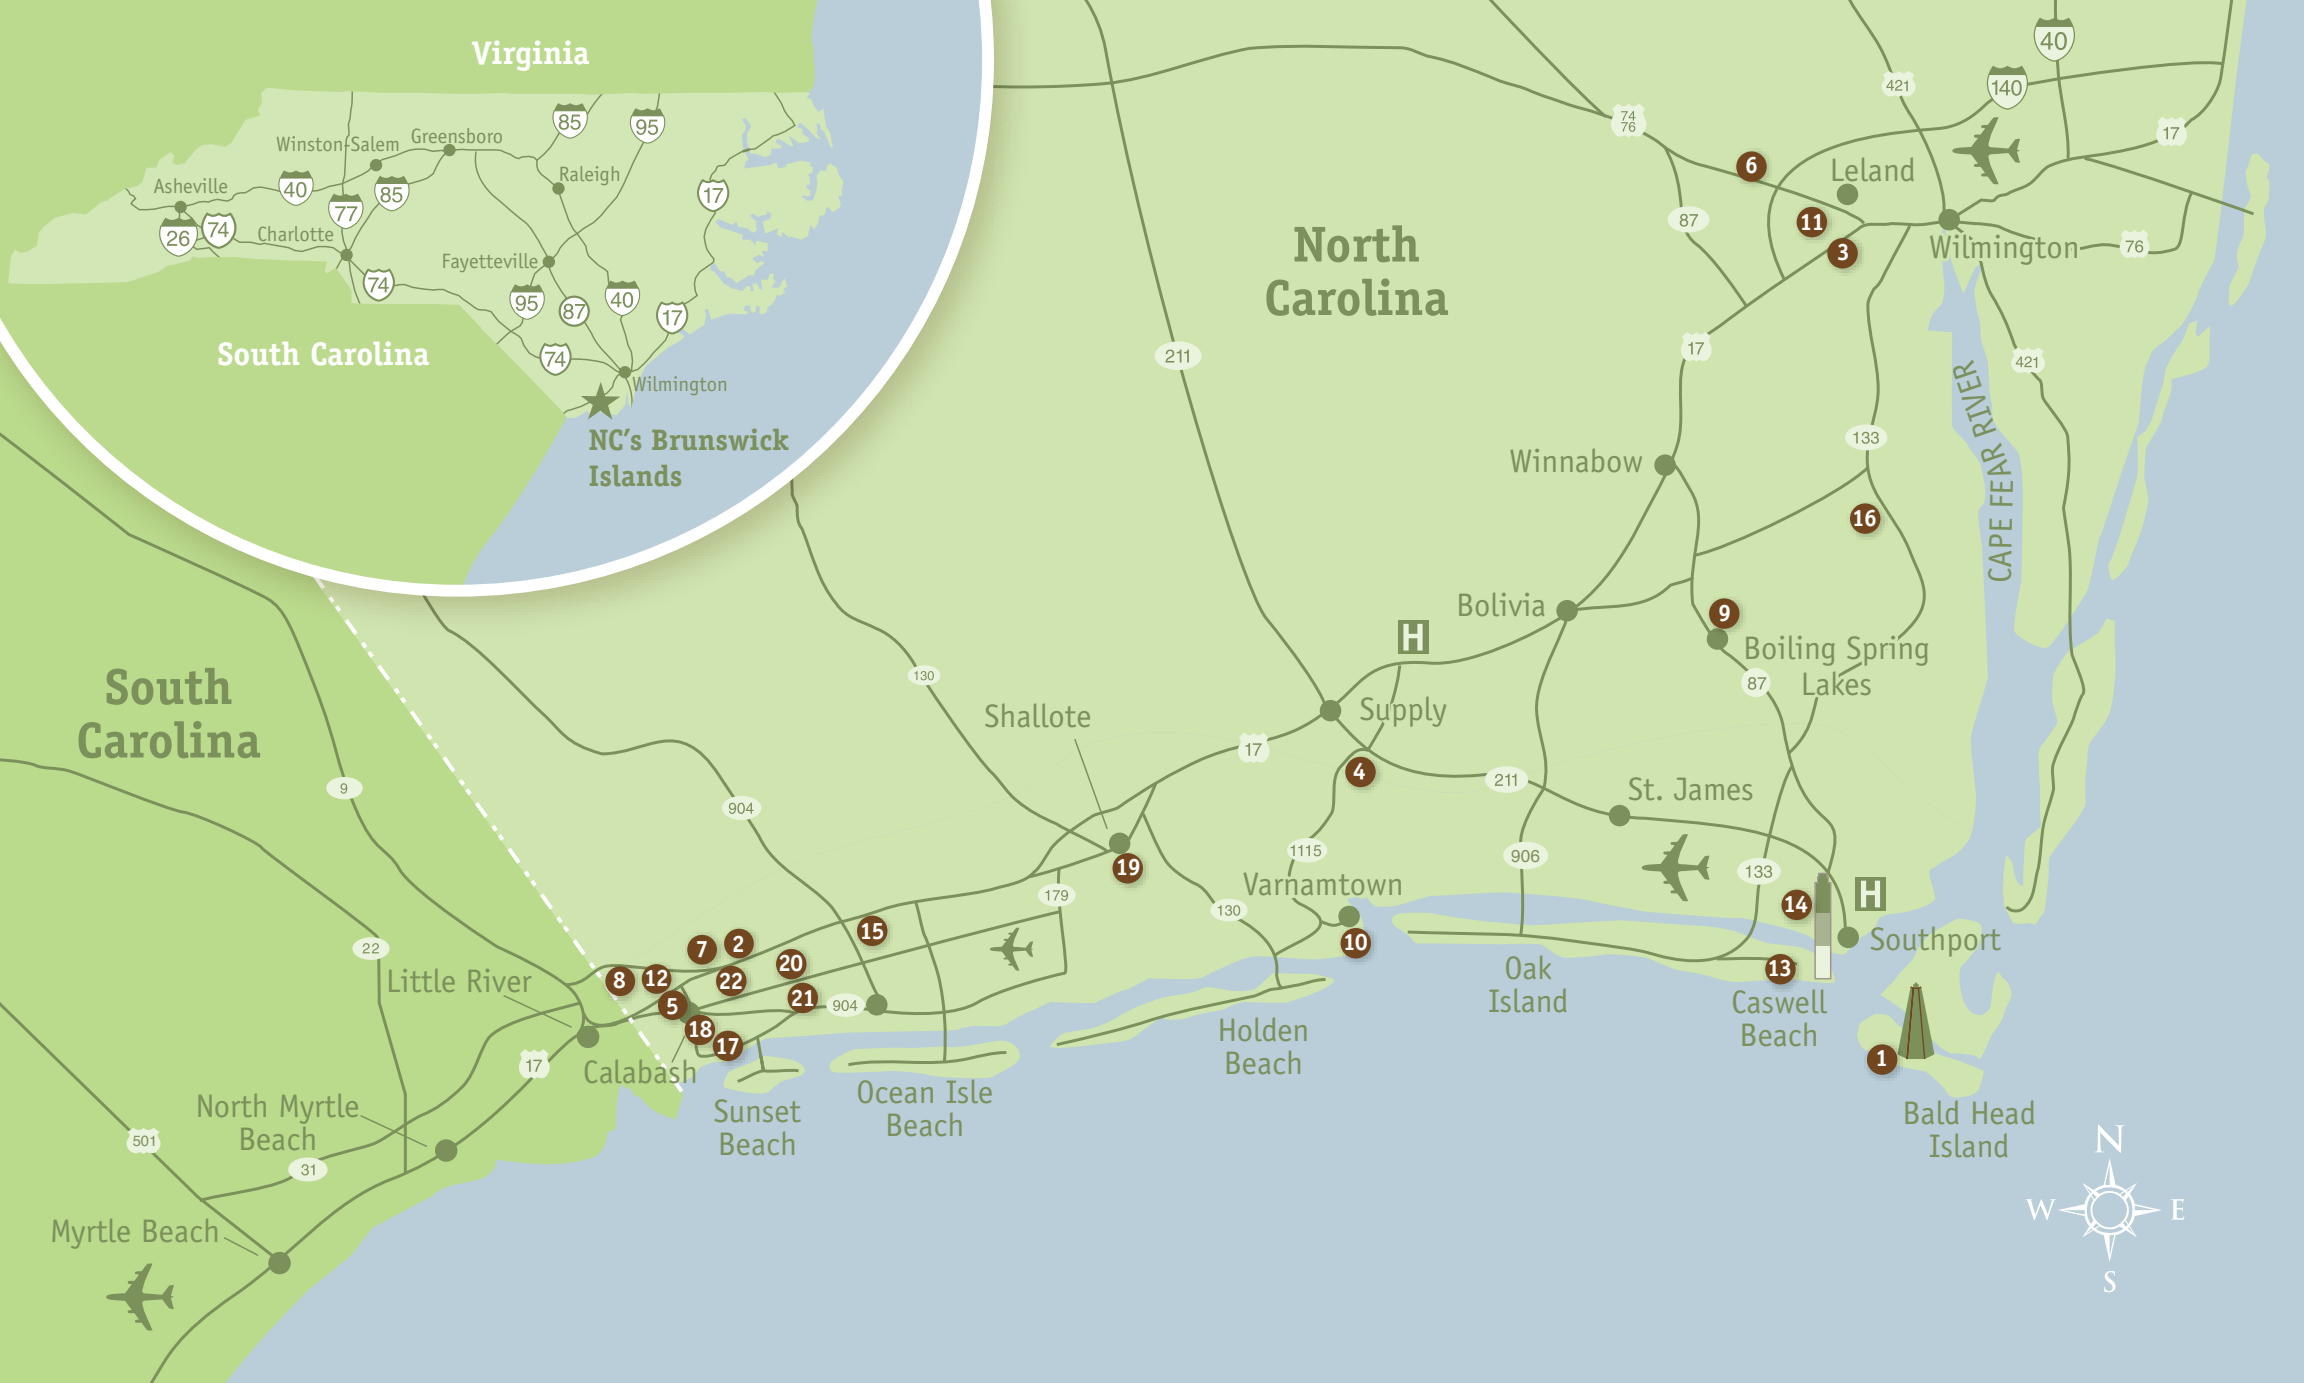 Virginia
Winston-Salem
Greensboro
85
95
Asheville
40
85
Raleigh
17
77
26
74
Charlotte
Fayetteville
74
95
87
40
17
South Carolina
74
Wilmington
NC's Brunswick
Islands
40
140
421
74
76
17
6
Leland
11
87
3
Wilmington
76
North
Carolina
211
17
421
CAPE FEAR RIVER
133
Winnabow
16
Bolivia
9
H
Boiling Spring
Lakes
87
130
South
Carolina
Shallote
Supply
17
4
211
St. James
9
904
19
1115
906
133
179
Varnamtown
14
H
130
10
Southport
15
7
2
20
22
12
8
5
21
904
18
17
22
Little River
Oak
Island
13
Caswell
Beach
1
Holden
Beach
17
Calabash
Sunset
Beach
Ocean Isle
Beach
Bald Head
Island
North Myrtle
Beach
501
31
Myrtle Beach
N
W
E
S